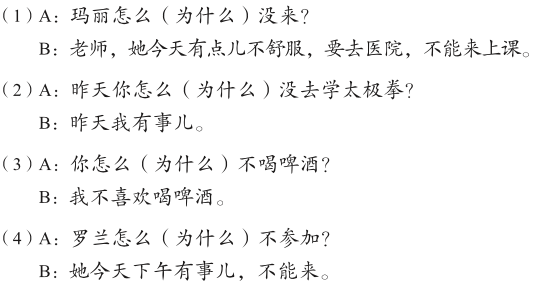 （1）A：玛丽怎么（为什么）没来？
B：老师，她今天有点儿不舒服，要去医院，不能来上课。
（2）A：昨天你怎么（为什么）没去学太极拳？
B：昨天我有事儿。
（3）A：你怎么（为什么）不喝啤酒？
B：我不喜欢喝啤酒。
（4）A：罗兰怎么（为什么）不参加？
B：她今天下午有事儿，不能来。